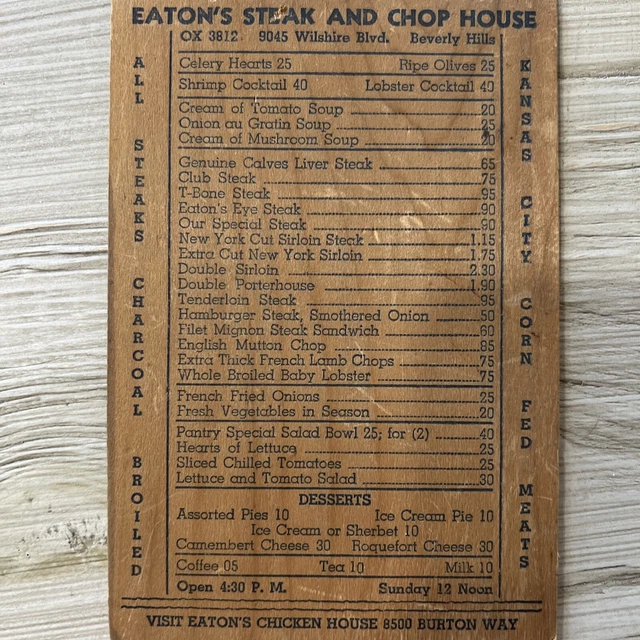 EATON'S STEAK AND CHOP HOUSE
OX 3812 9045 Wilshire Blvd. Beverly Hills
ALL STEAKS CHARCOAL BROILED
Celery Hearts 25 Ripe Olives 25
Shrimp Cocktail 40 Lobster Cocktail 40
Cream of Tomato Soup 20
Onion au Gratin Soup 25
Cream of Mushroom Soup 20
Genuine Calves Liver Steak 65
Club Steak 75
T-Bone Steak 95
Eaton's Eye Steak 90
Our Special Steak 90
New York Cut Sirloin Steak 1.15
Extra Cut New York Sirloin 1.75
Double Sirloin 2.30
Double Porterhouse 1.90
Tenderloin Steak 95
Hamburger Steak, Smothered Onion 50
Filet Mignon Steak Sandwich 60
English Mutton Chop 85
Extra Thick French Lamb Chops 75
Whole Broiled Baby Lobster 75
French Fried Onions 25
Fresh Vegetables in Season 20
Pantry Special Salad Bowl 25; for (2) 40
Hearts of Lettuce 25
Sliced Chilled Tomatoes 25
Lettuce and Tomato Salad 30
DESSERTS
Assorted Pies 10 Ice Cream Pie 10
Ice Cream or Sherbet 10
Camembert Cheese 30 Roquefort Cheese 30
Coffee 05 Tea 10 Milk 10
Open 4:30 P. M. Sunday 12 Noon
KANSAS CITY CORN FED MEATS
VISIT EATON'S CHICKEN HOUSE 8500 BURTON WAY